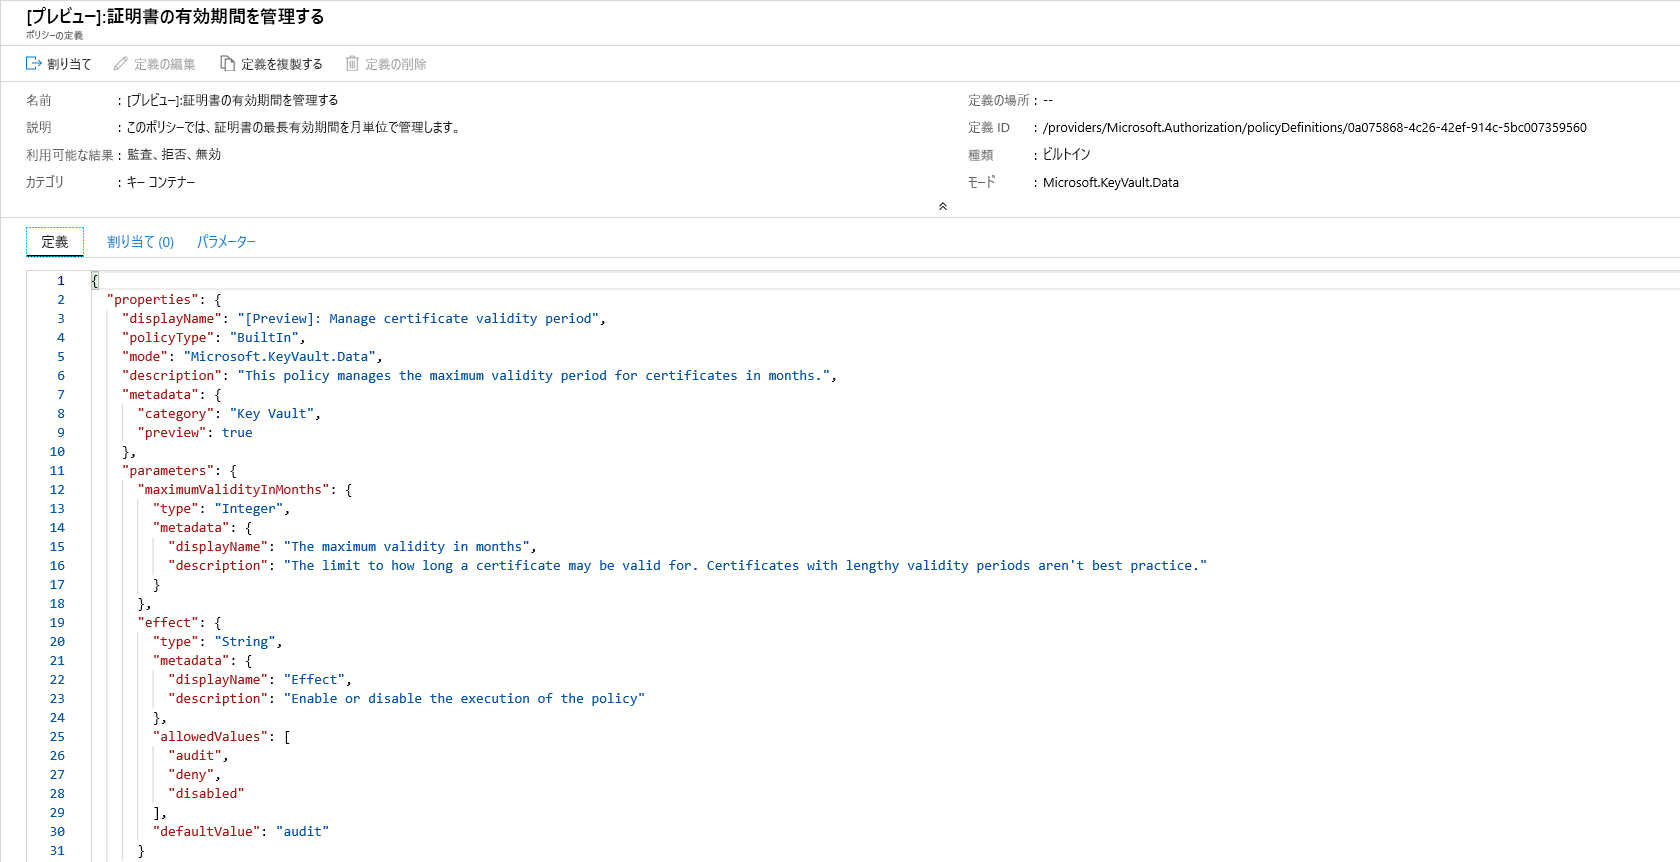 [プレビュー]:証明書の有効期間を管理する
ポリシーの定義
割り当て 定義の編集 定義を複製する 定義の削除
名前 : [プレビュー]:証明書の有効期間を管理する
説明 : このポリシーでは、証明書の最長有効期間を月単位で管理します。
利用可能な結果 : 監査、拒否、無効
カテゴリ : キー コンテナー
定義の場所 : --
定義 ID : /providers/Microsoft.Authorization/policyDefinitions/0a075868-4c26-42ef-914c-5bc007359560
種類 : ビルトイン
モード : Microsoft.KeyVault.Data
定義 割り当て (0) パラメーター
1 {
2 "properties": {
3 "displayName": "[Preview]: Manage certificate validity period",
4 "policyType": "BuiltIn",
5 "mode": "Microsoft.KeyVault.Data",
6 "description": "This policy manages the maximum validity period for certificates in months.",
7 "metadata": {
8 "category": "Key Vault",
9 "preview": true
10 },
11 "parameters": {
12 "maximumValidityInMonths": {
13 "type": "Integer",
14 "metadata": {
15 "displayName": "The maximum validity in months",
16 "description": "The limit to how long a certificate may be valid for. Certificates with lengthy validity periods aren't best practice."
17 }
18 },
19 "effect": {
20 "type": "String",
21 "metadata": {
22 "displayName": "Effect",
23 "description": "Enable or disable the execution of the policy"
24 },
25 "allowedValues": [
26 "audit",
27 "deny",
28 "disabled"
29 ],
30 "defaultValue": "audit"
31 }